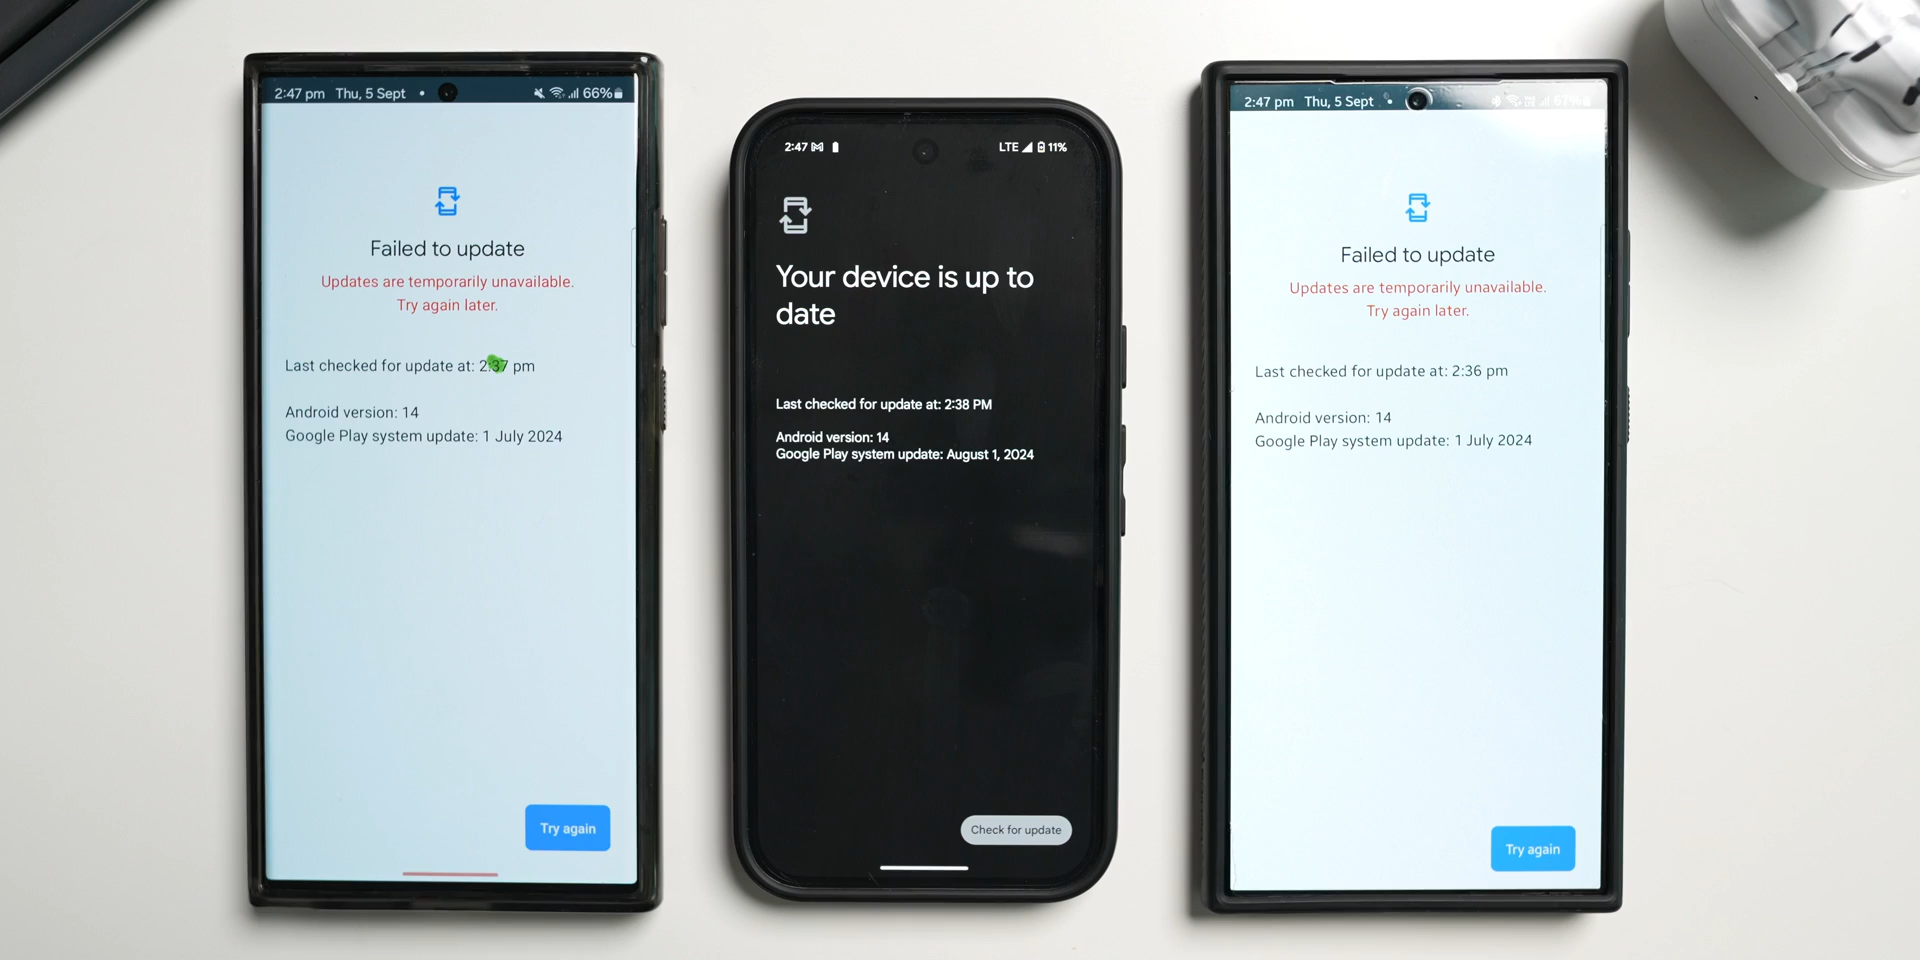 2:47 pm Thu, 5 Sept • 66%
Failed to update
Updates are temporarily unavailable.
Try again later.
Last checked for update at: 2:37 pm
Android version: 14
Google Play system update: 1 July 2024
Try again
2:47 LTE 11%
Your device is up to
date
Last checked for update at: 2:38 PM
Android version: 14
Google Play system update: August 1, 2024
Check for update
2:47 pm Thu, 5 Sept • 67%
Failed to update
Updates are temporarily unavailable.
Try again later.
Last checked for update at: 2:36 pm
Android version: 14
Google Play system update: 1 July 2024
Try again